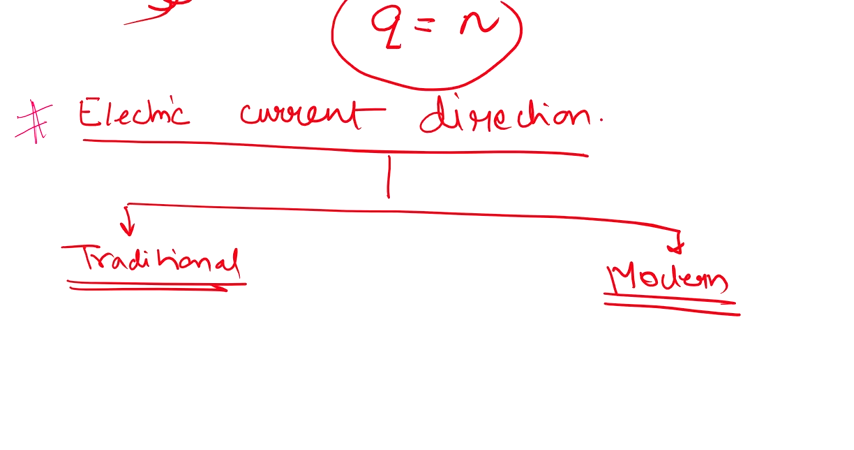 q = n
# Electric current direction.
Traditional
Modern